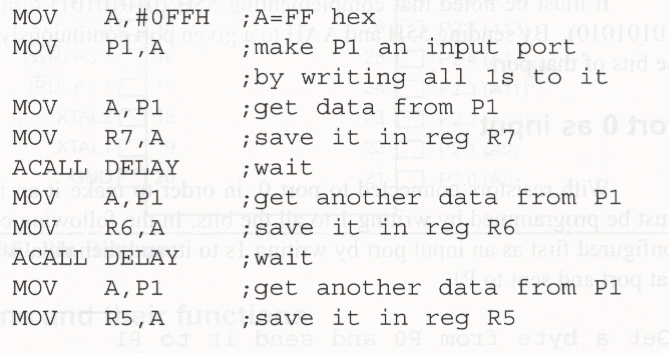 MOV A,#0FFH ;A=FF hex
MOV P1,A ;make P1 an input port
;by writing all 1s to it
MOV A,P1 ;get data from P1
MOV R7,A ;save it in reg R7
ACALL DELAY ;wait
MOV A,P1 ;get another data from P1
MOV R6,A ;save it in reg R6
ACALL DELAY ;wait
MOV A,P1 ;get another data from P1
MOV R5,A ;save it in reg R5